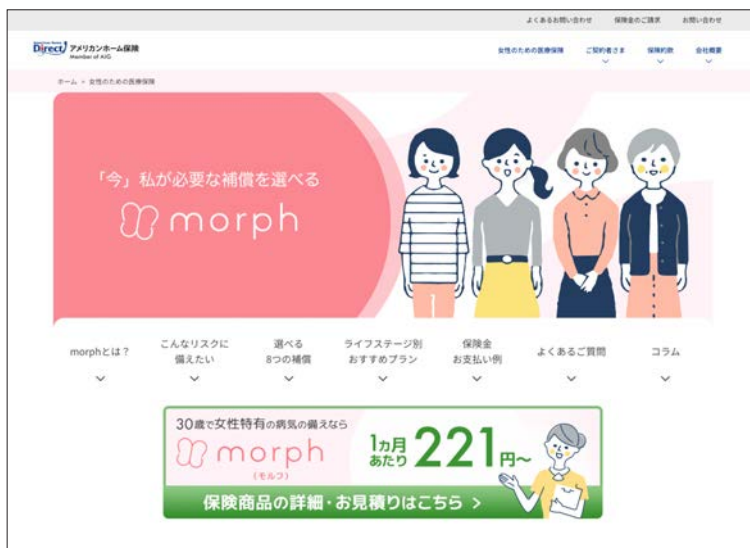 よくあるお問い合わせ 保険金のご請求 お問い合わせ
American Home
Direct アメリカンホーム保険
Member of AIG
女性のための医療保険 ご契約者さま 保険約款 会社概要
ホーム > 女性のための医療保険
「今」私が必要な補償を選べる
morph
morphとは？
こんなリスクに
備えたい
選べる
8つの補償
ライフステージ別
おすすめプラン
保険金
お支払い例
よくあるご質問
コラム
30歳で女性特有の病気の備えなら
morph
(モルフ)
1カ月
あたり 221円〜
保険商品の詳細・お見積りはこちら >